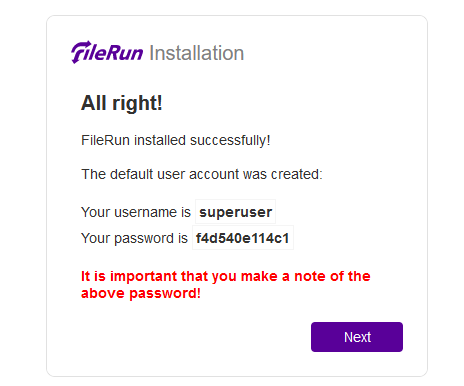 FileRun Installation
All right!
FileRun installed successfully!
The default user account was created:
Your username is superuser
Your password is f4d540e114c1
It is important that you make a note of the
above password!
Next